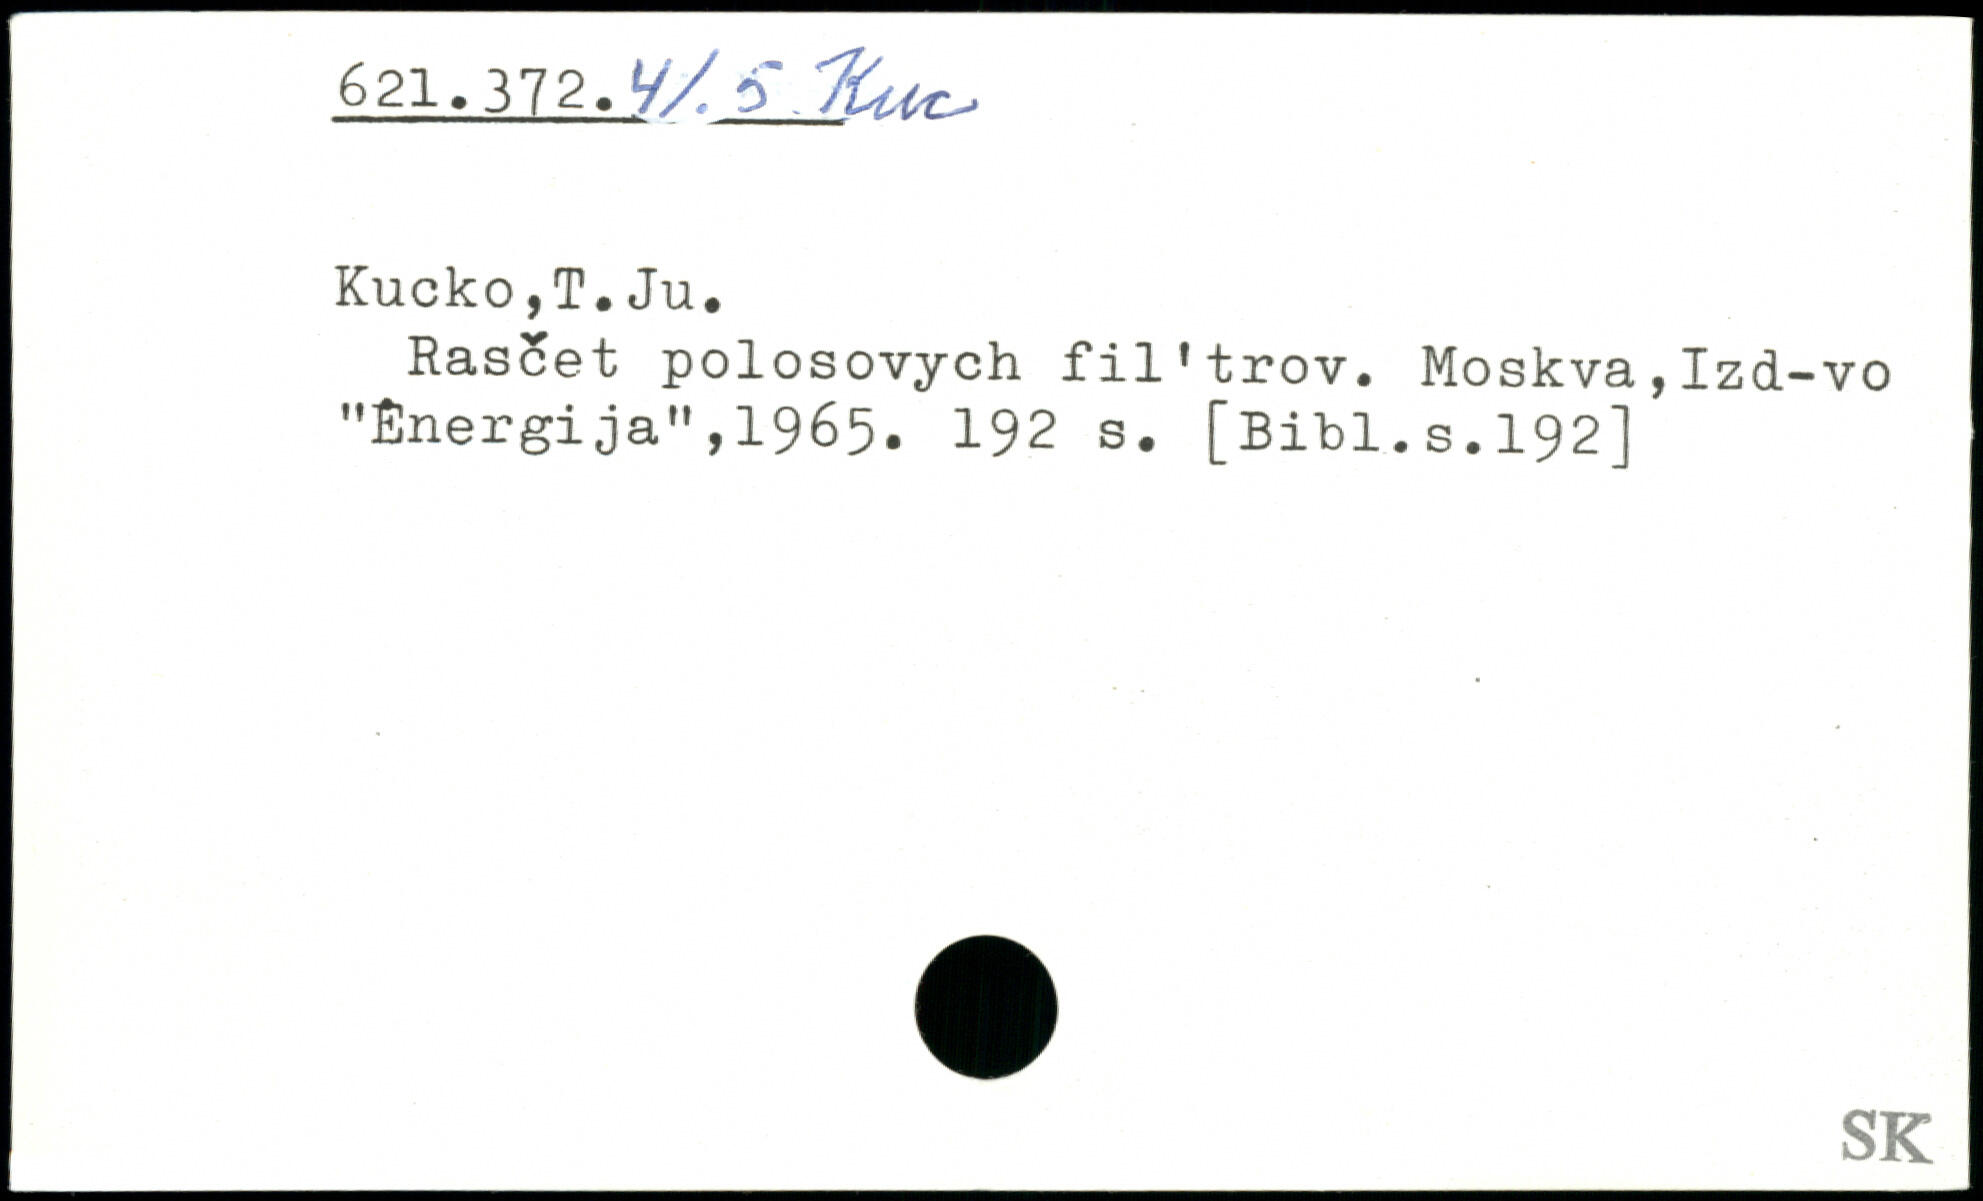 621.372.4/.5 Kuc
Kucko,T.Ju.
Rasčet polosovych fil'trov. Moskva,Izd-vo
"Ênergija",1965. 192 s. [Bibl.s.192]
SK